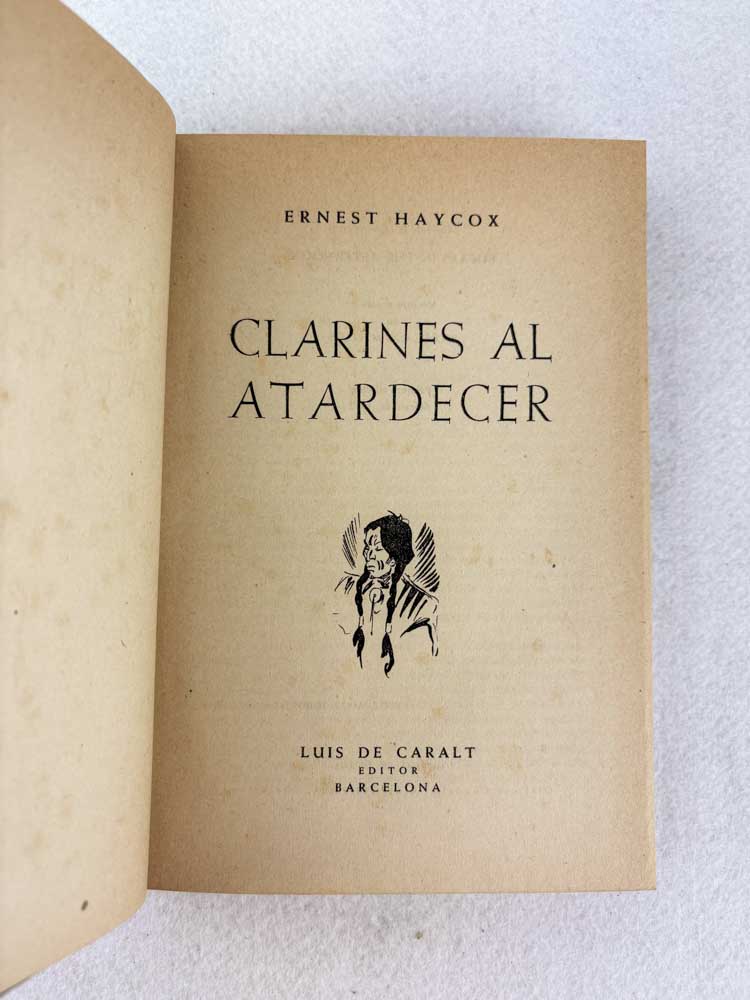 ERNEST HAYCOX
CLARINES AL
ATARDECER
LUIS DE CARALT
EDITOR
BARCELONA